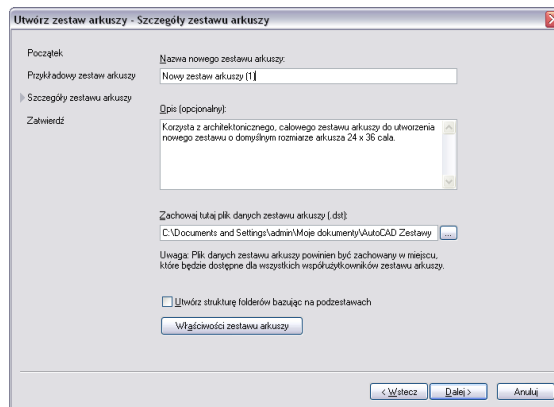 Utwórz zestaw arkuszy - Szczegóły zestawu arkuszy
Początek
Przykładowy zestaw arkuszy
Szczegóły zestawu arkuszy
Zatwierdź
Nazwa nowego zestawu arkuszy:
Nowy zestaw arkuszy (1)
Opis (opcjonalny):
Korzysta z architektonicznego, calowego zestawu arkuszy do utworzenia
nowego zestawu o domyślnym rozmiarze arkusza 24 x 36 cala.
Zachowaj tutaj plik danych zestawu arkuszy (.dst):
C:\Documents and Settings\admin\Moje dokumenty\AutoCAD Zestawy
...
Uwaga: Plik danych zestawu arkuszy powinien być zachowany w miejscu,
które będzie dostępne dla wszystkich współużytkowników zestawu arkuszy.
Utwórz strukturę folderów bazując na podzestawach
Właściwości zestawu arkuszy
< Wstecz
Dalej >
Anuluj